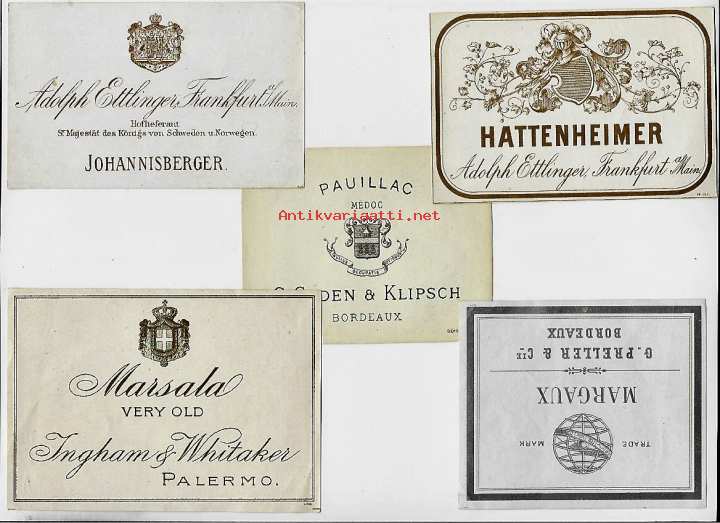 Adolph Ettlinger, Frankfurt a/Main.
Hoflieferant
Sr Majestät des Königs von Schweden u. Norwegen.
JOHANNISBERGER.
HATTENHEIMER
Adolph Ettlinger, Frankfurt a/Main.
PAUILLAC
MEDOC
Antikvariaatti.net
DEN & KLIPSCH
BORDEAUX
Marsala
VERY OLD
Ingham & Whitaker
PALERMO.
G. PRELLER & CIE
BORDEAUX
MARGAUX
TRADE MARK